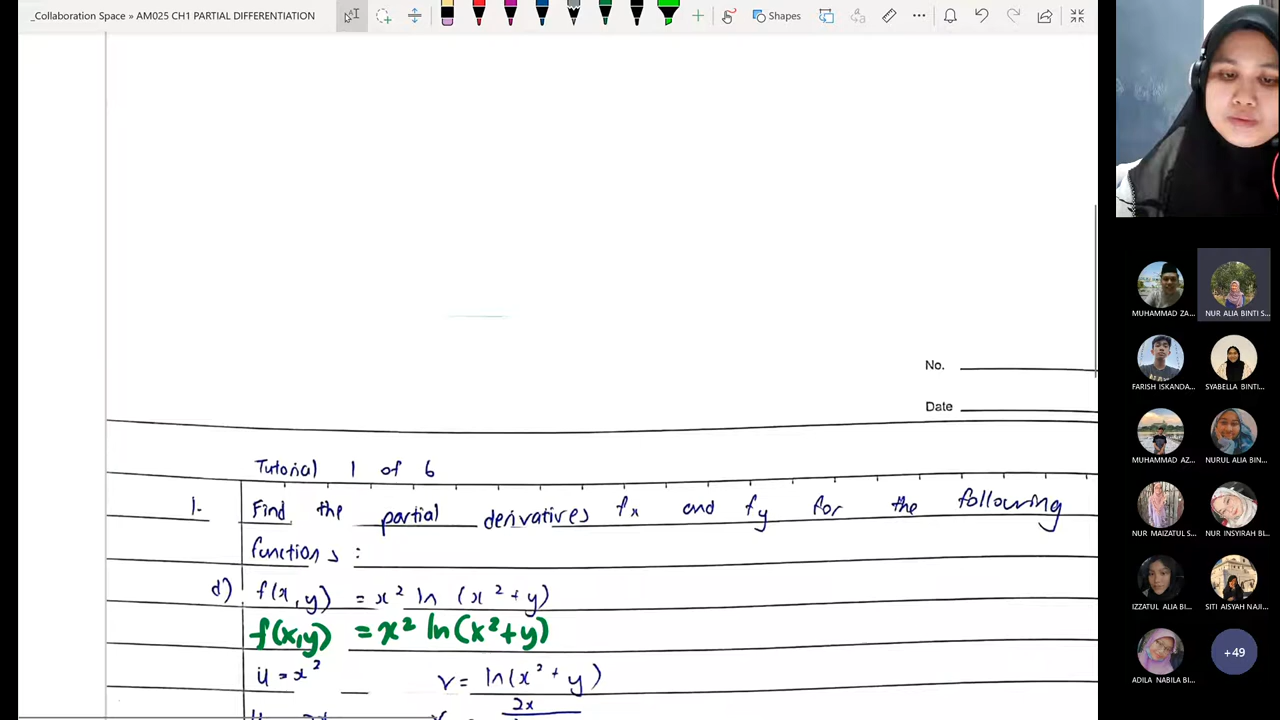 _Collaboration Space » AM025 CH1 PARTIAL DIFFERENTIATION
Shapes
No.
Date
Tutorial 1 of 6
1. Find the partial derivatives fx and fy for the following
functions :
d) f(x,y) = x² ln (x² + y)
f(x,y) = x² ln(x²+y)
u = x² v = ln(x² + y)
2x
MUHAMMAD ZA...
NUR ALIA BINTI S...
FARISH ISKANDA...
SYABELLA BINTI...
MUHAMMAD AZ...
NURUL ALIA BIN...
NUR MAIZATUL S...
NUR INSYIRAH BI...
IZZATUL ALIA BI...
SITI AISYAH NAJI...
ADILA NABILA BI...
+49